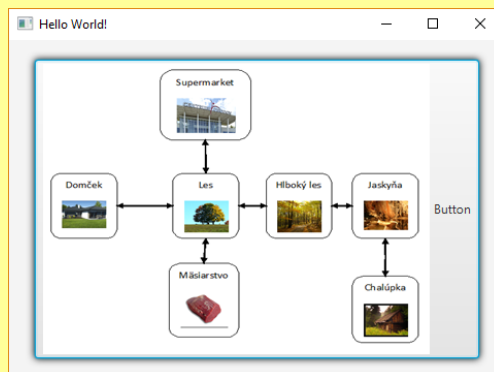 Hello World!
Supermarket
Domček
Les
Hlboký les
Jaskyňa
Button
Mäsiarstvo
Chalúpka